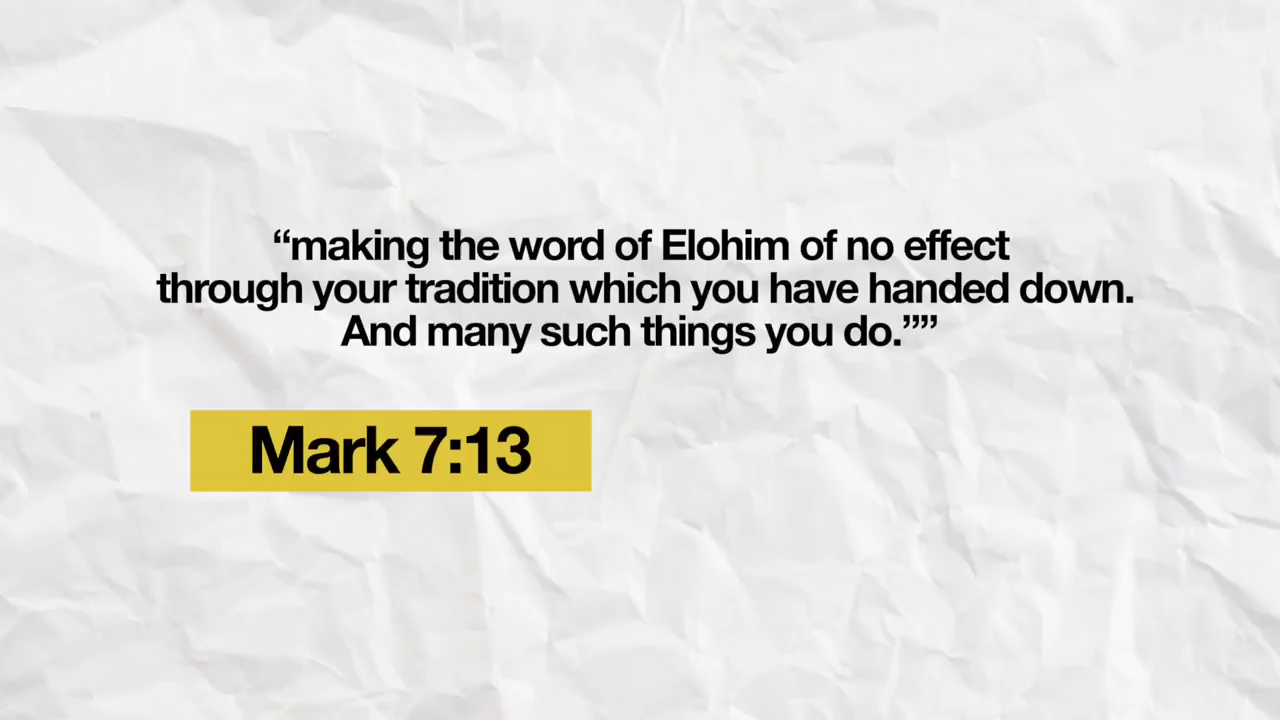 “making the word of Elohim of no effect
through your tradition which you have handed down.
And many such things you do.””
Mark 7:13